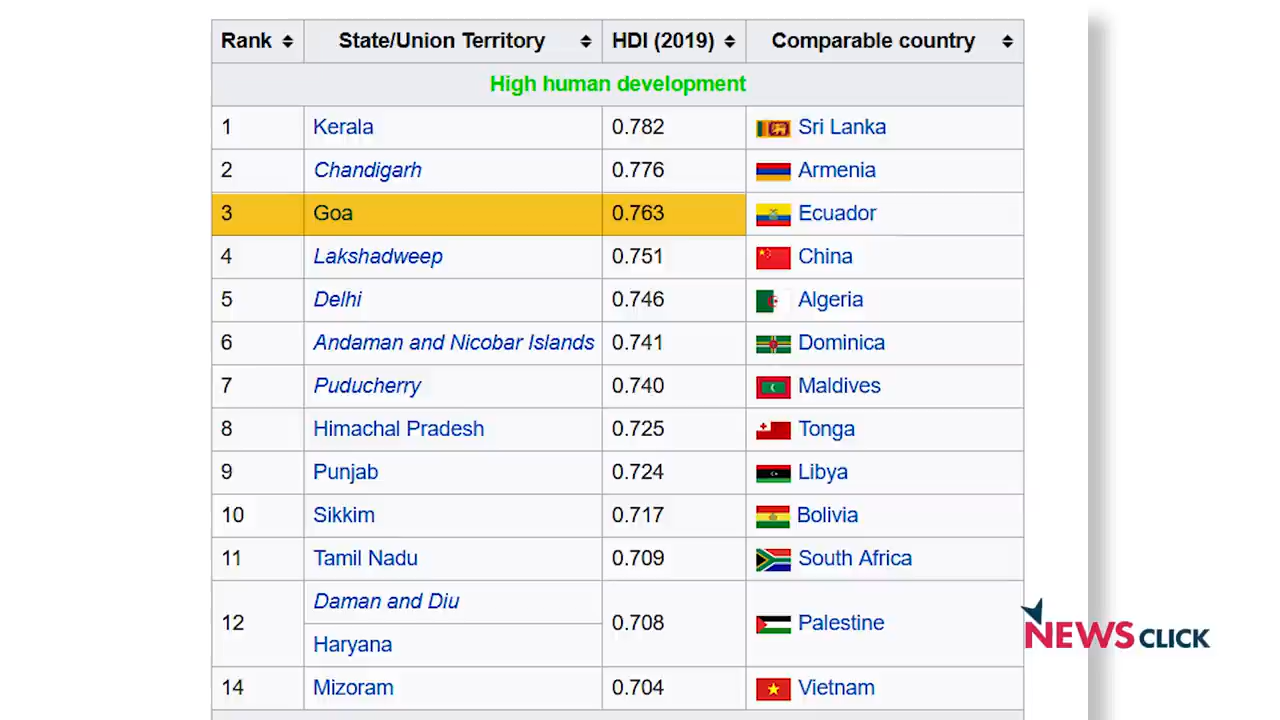 Rank State/Union Territory HDI (2019) Comparable country
High human development
1 Kerala 0.782 Sri Lanka
2 Chandigarh 0.776 Armenia
3 Goa 0.763 Ecuador
4 Lakshadweep 0.751 China
5 Delhi 0.746 Algeria
6 Andaman and Nicobar Islands 0.741 Dominica
7 Puducherry 0.740 Maldives
8 Himachal Pradesh 0.725 Tonga
9 Punjab 0.724 Libya
10 Sikkim 0.717 Bolivia
11 Tamil Nadu 0.709 South Africa
Daman and Diu
12 0.708 Palestine
Haryana
14 Mizoram 0.704 Vietnam
NEWSCLICK